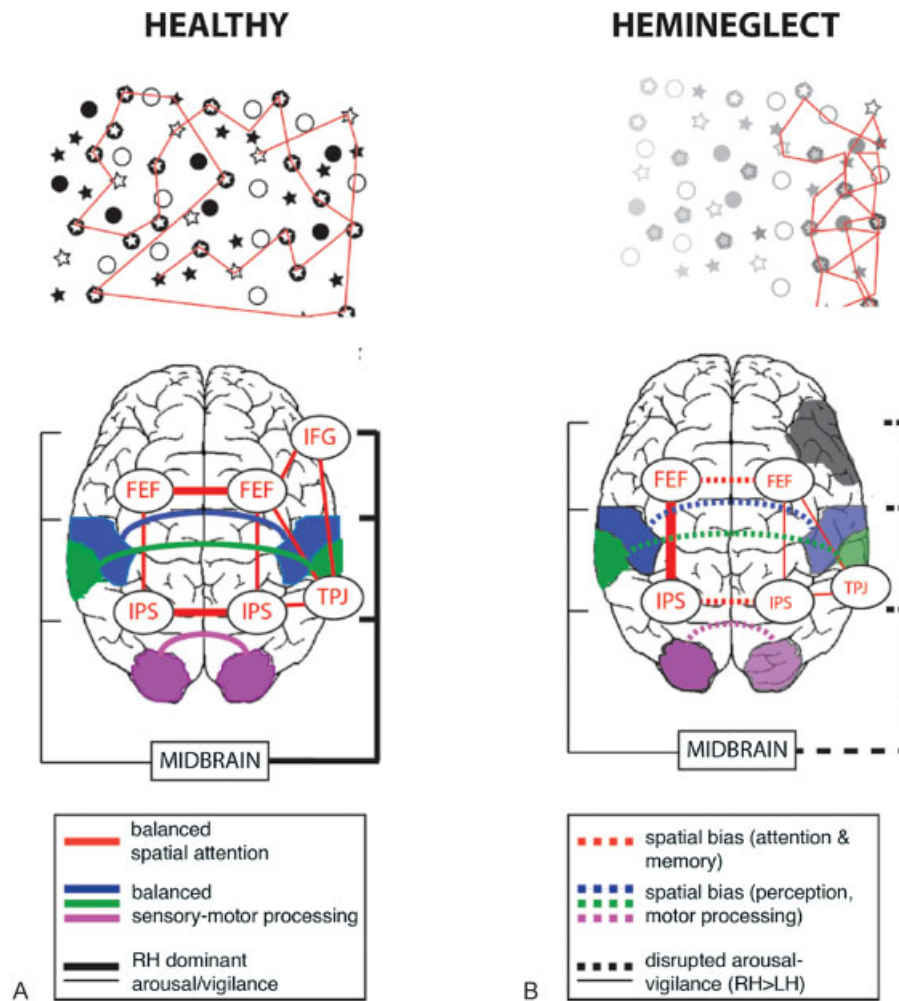 HEALTHY
HEMINEGLECT
IFG
FEF
FEF
IPS
IPS
TPJ
MIDBRAIN
FEF
FEF
IPS
IPS
TPJ
MIDBRAIN
balanced
spatial attention
balanced
sensory-motor processing
RH dominant
arousal/vigilance
A
spatial bias (attention &
memory)
spatial bias (perception,
motor processing)
disrupted arousal-
vigilance (RH>LH)
B